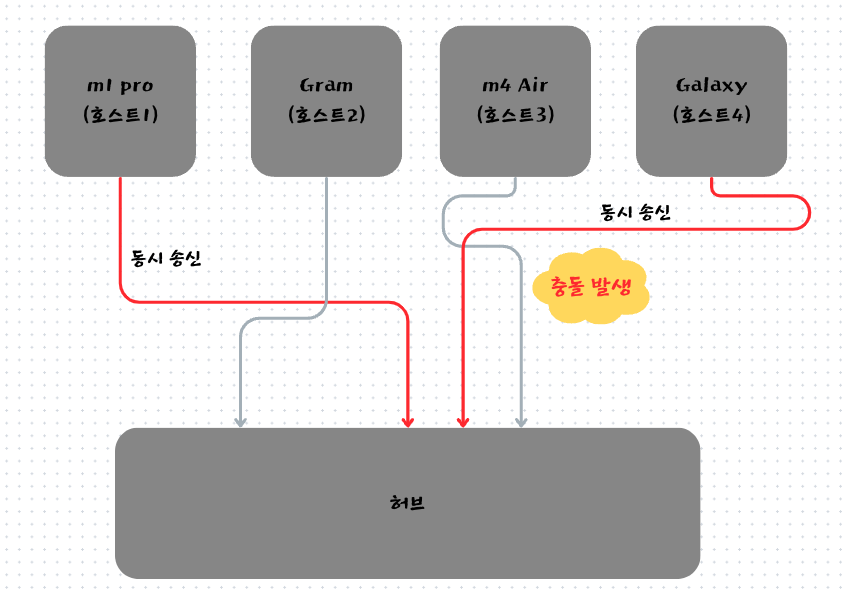 m1 pro
(호스트1)
Gram
(호스트2)
m4 Air
(호스트3)
Galaxy
(호스트4)
동시 송신
동시 송신
충돌 발생
허브